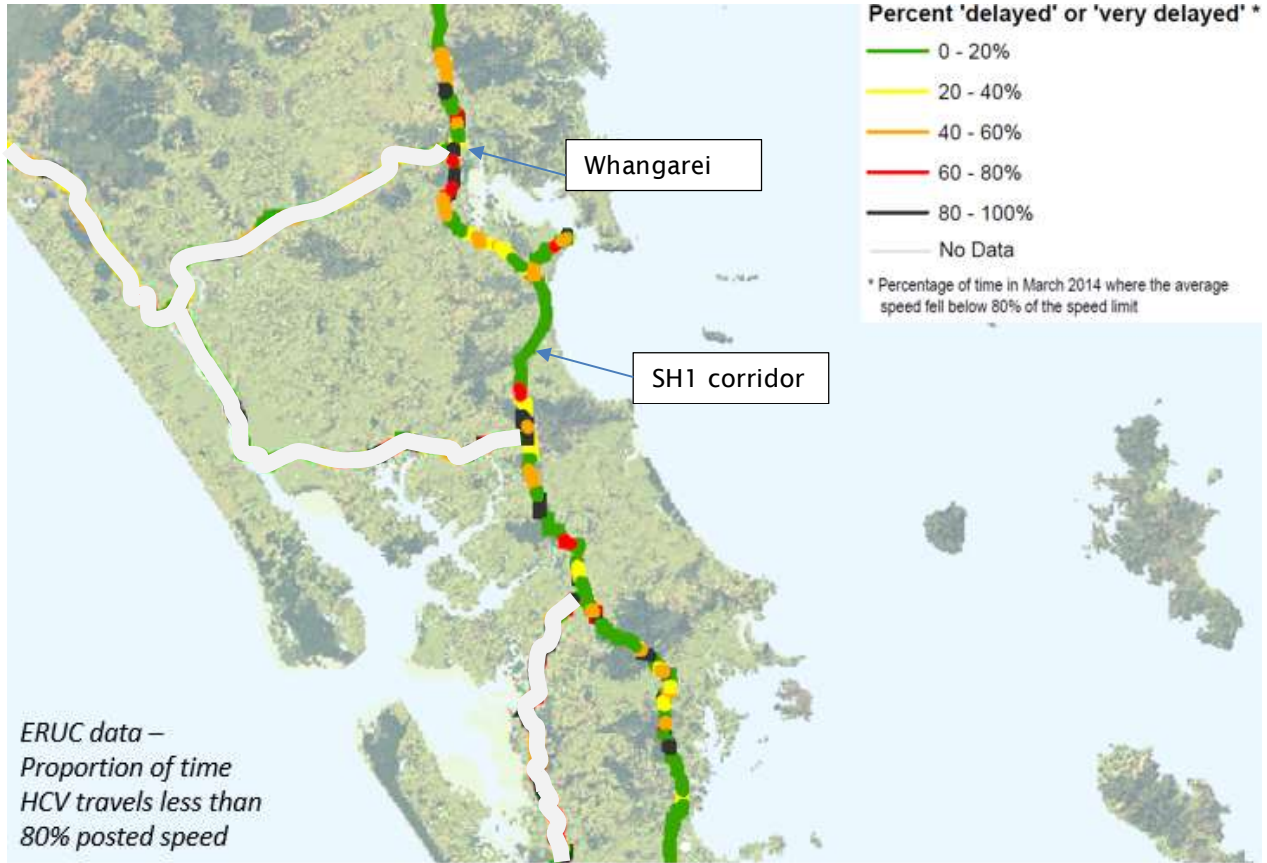 Percent 'delayed' or 'very delayed' *
0 - 20%
20 - 40%
40 - 60%
60 - 80%
80 - 100%
No Data
* Percentage of time in March 2014 where the average
speed fell below 80% of the speed limit
Whangarei
SH1 corridor
ERUC data –
Proportion of time
HCV travels less than
80% posted speed